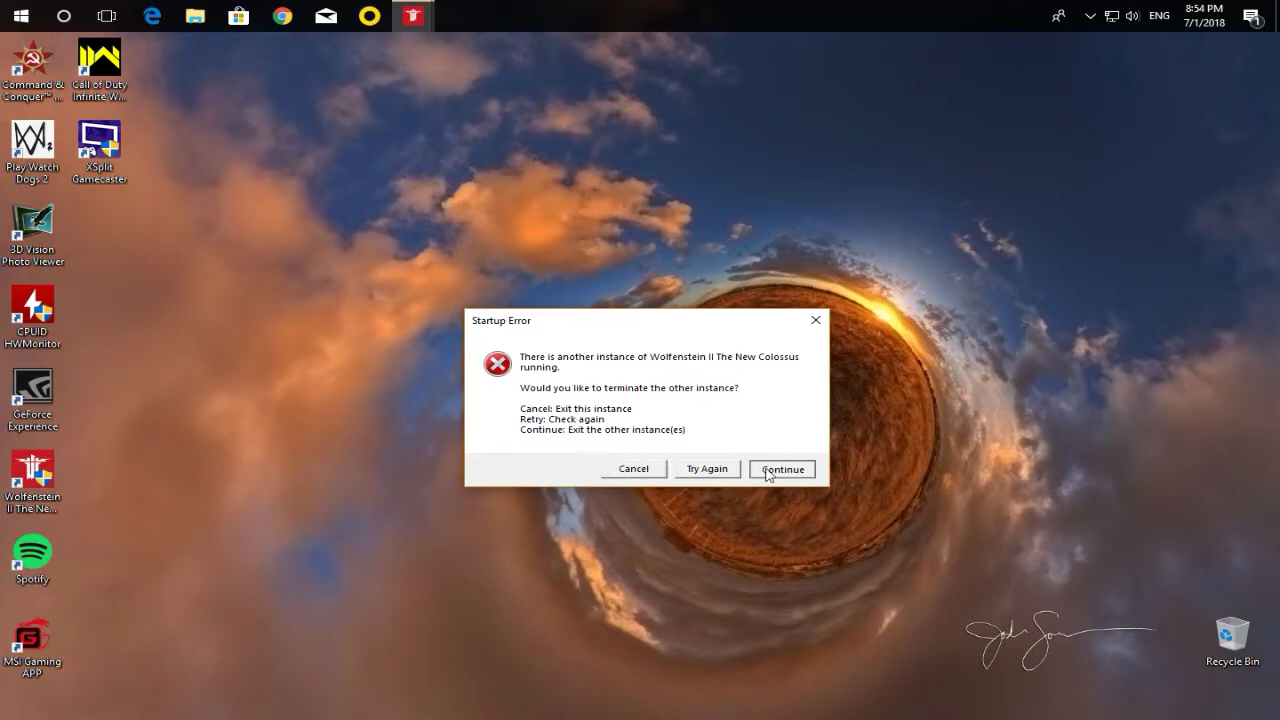 ENG
8:54 PM
7/1/2018
1
Command &
Conquer™ ...
Call of Duty
Infinite W...
Play Watch
Dogs 2
XSplit
Gamecaster
3D Vision
Photo Viewer
CPUID
HWMonitor
GeForce
Experience
Wolfenstein
II The Ne...
Spotify
MSI Gaming
APP
Startup Error
There is another instance of Wolfenstein II The New Colossus
running.
Would you like to terminate the other instance?
Cancel: Exit this instance
Retry: Check again
Continue: Exit the other instance(es)
Cancel
Try Again
Continue
Recycle Bin